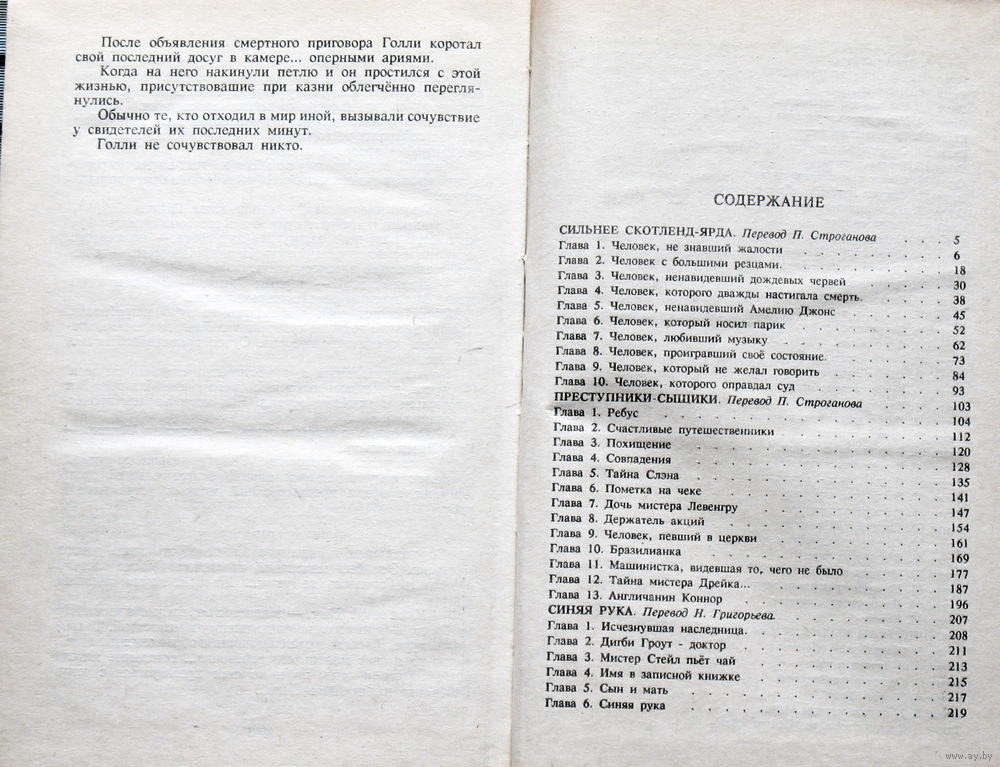 После объявления смертного приговора Голли коротал
свой последний досуг в камере... оперными ариями.
Когда на него накинули петлю и он простился с этой
жизнью, присутствовашие при казни облегчённо перегля-
нулись.
Обычно те, кто отходил в мир иной, вызывали сочувствие
у свидетелей их последних минут.
Голли не сочувствовал никто.
СОДЕРЖАНИЕ
СИЛЬНЕЕ СКОТЛЕНД-ЯРДА. Перевод П. Строганова . . . 5
Глава 1. Человек, не знавший жалости . . . 6
Глава 2. Человек с большими резцами. . . . 18
Глава 3. Человек, ненавидевший дождевых червей . . . 30
Глава 4. Человек, которого дважды настигала смерть. . . . 38
Глава 5. Человек, ненавидевший Амелию Джонс . . . 45
Глава 6. Человек, который носил парик . . . 52
Глава 7. Человек, любивший музыку . . . 62
Глава 8. Человек, проигравший своё состояние. . . . 73
Глава 9. Человек, который не желал говорить . . . 84
Глава 10. Человек, которого оправдал суд . . . 93
ПРЕСТУПНИКИ-СЫЩИКИ. Перевод П. Строганова . . . 103
Глава 1. Ребус . . . 104
Глава 2. Счастливые путешественники . . . 112
Глава 3. Похищение . . . 120
Глава 4. Совпадения . . . 128
Глава 5. Тайна Слэна . . . 135
Глава 6. Пометка на чеке . . . 141
Глава 7. Дочь мистера Левенгру . . . 147
Глава 8. Держатель акций . . . 154
Глава 9. Человек, певший в церкви . . . 161
Глава 10. Бразилианка . . . 169
Глава 11. Машинистка, видевшая то, чего не было . . . 177
Глава 12. Тайна мистера Дрейка... . . . 187
Глава 13. Англичанин Коннор . . . 196
СИНЯЯ РУКА. Перевод Н. Григорьева. . . . 207
Глава 1. Исчезнувшая наследница. . . . 208
Глава 2. Дигби Гроут - доктор . . . 211
Глава 3. Мистер Стейл пьёт чай . . . 213
Глава 4. Имя в записной книжке . . . 215
Глава 5. Сын и мать . . . 217
Глава 6. Синяя рука . . . 219
www.ay.by